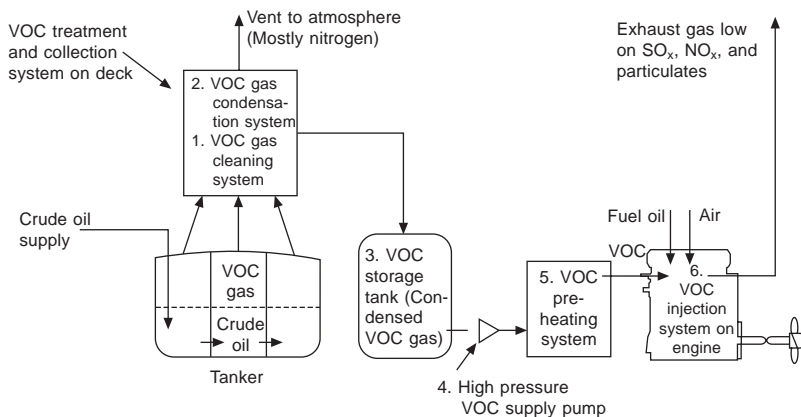 VOC treatment
and collection
system on deck
Vent to atmosphere
(Mostly nitrogen)
2. VOC gas
condensa-
tion system
1. VOC gas
cleaning
system
Exhaust gas low
on SOx, NOx, and
particulates
Crude oil
supply
VOC
gas
Crude
oil
Tanker
3. VOC
storage
tank (Con-
densed
VOC gas)
4. High pressure
VOC supply pump
5. VOC
pre-
heating
system
Fuel oil
Air
VOC
6.
VOC
injection
system on
engine